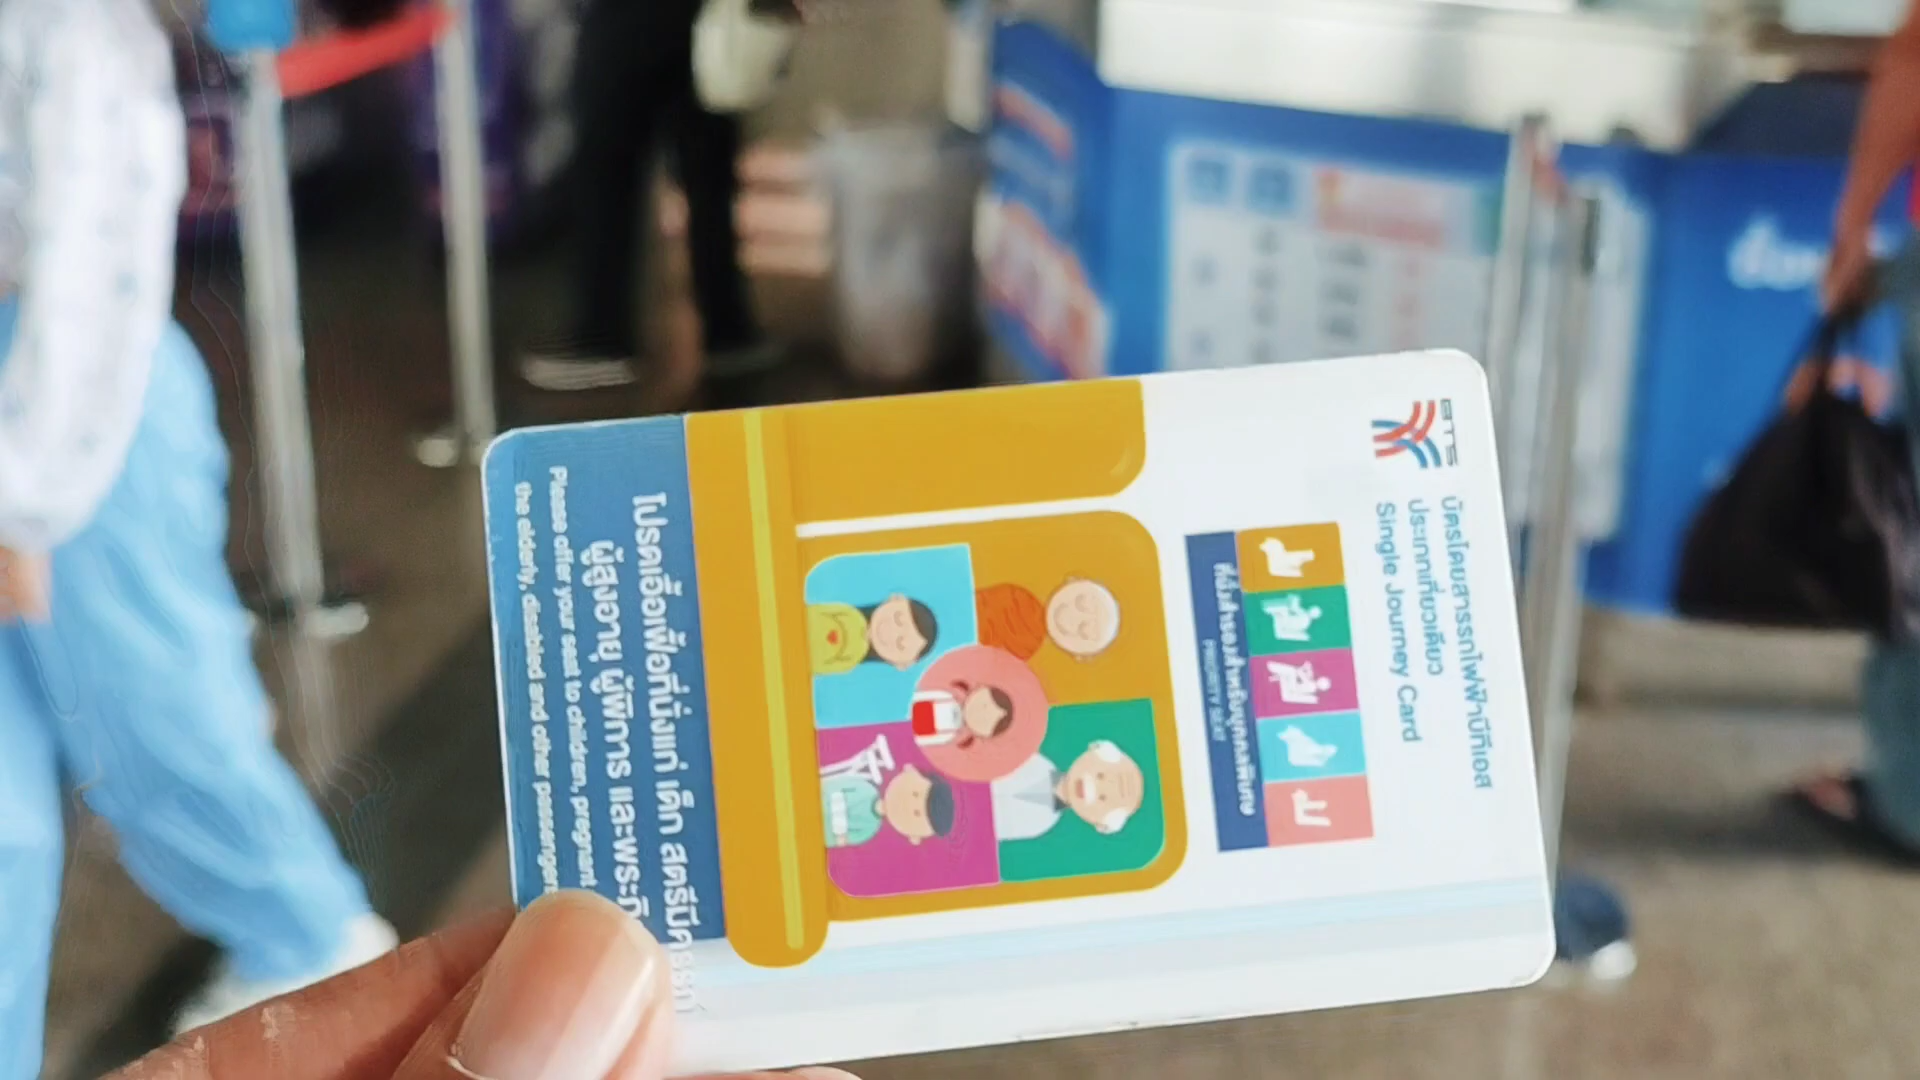 BTS
บัตรโดยสารรถไฟฟ้าบีทีเอส
ประเภทเที่ยวเดียว
Single Journey Card
ที่นั่งสำรองสำหรับบุคคลพิเศษ
PRIORITY SEAT
โปรดเอื้อเฟื้อที่นั่งแก่ เด็ก สตรีมีครรภ์
ผู้สูงอายุ ผู้พิการ และพระภิ
Please offer your seat to children, pregnant
the elderly, disabled and other passengers